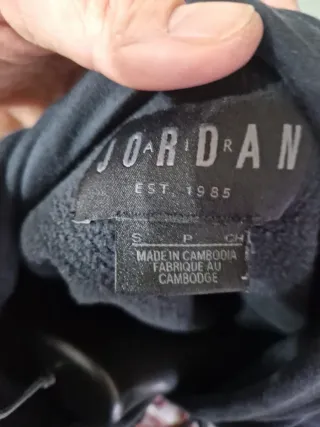 JORDAN
AIR
EST. 1985
S P CH
MADE IN CAMBODIA
FABRIQUE AU
CAMBODGE